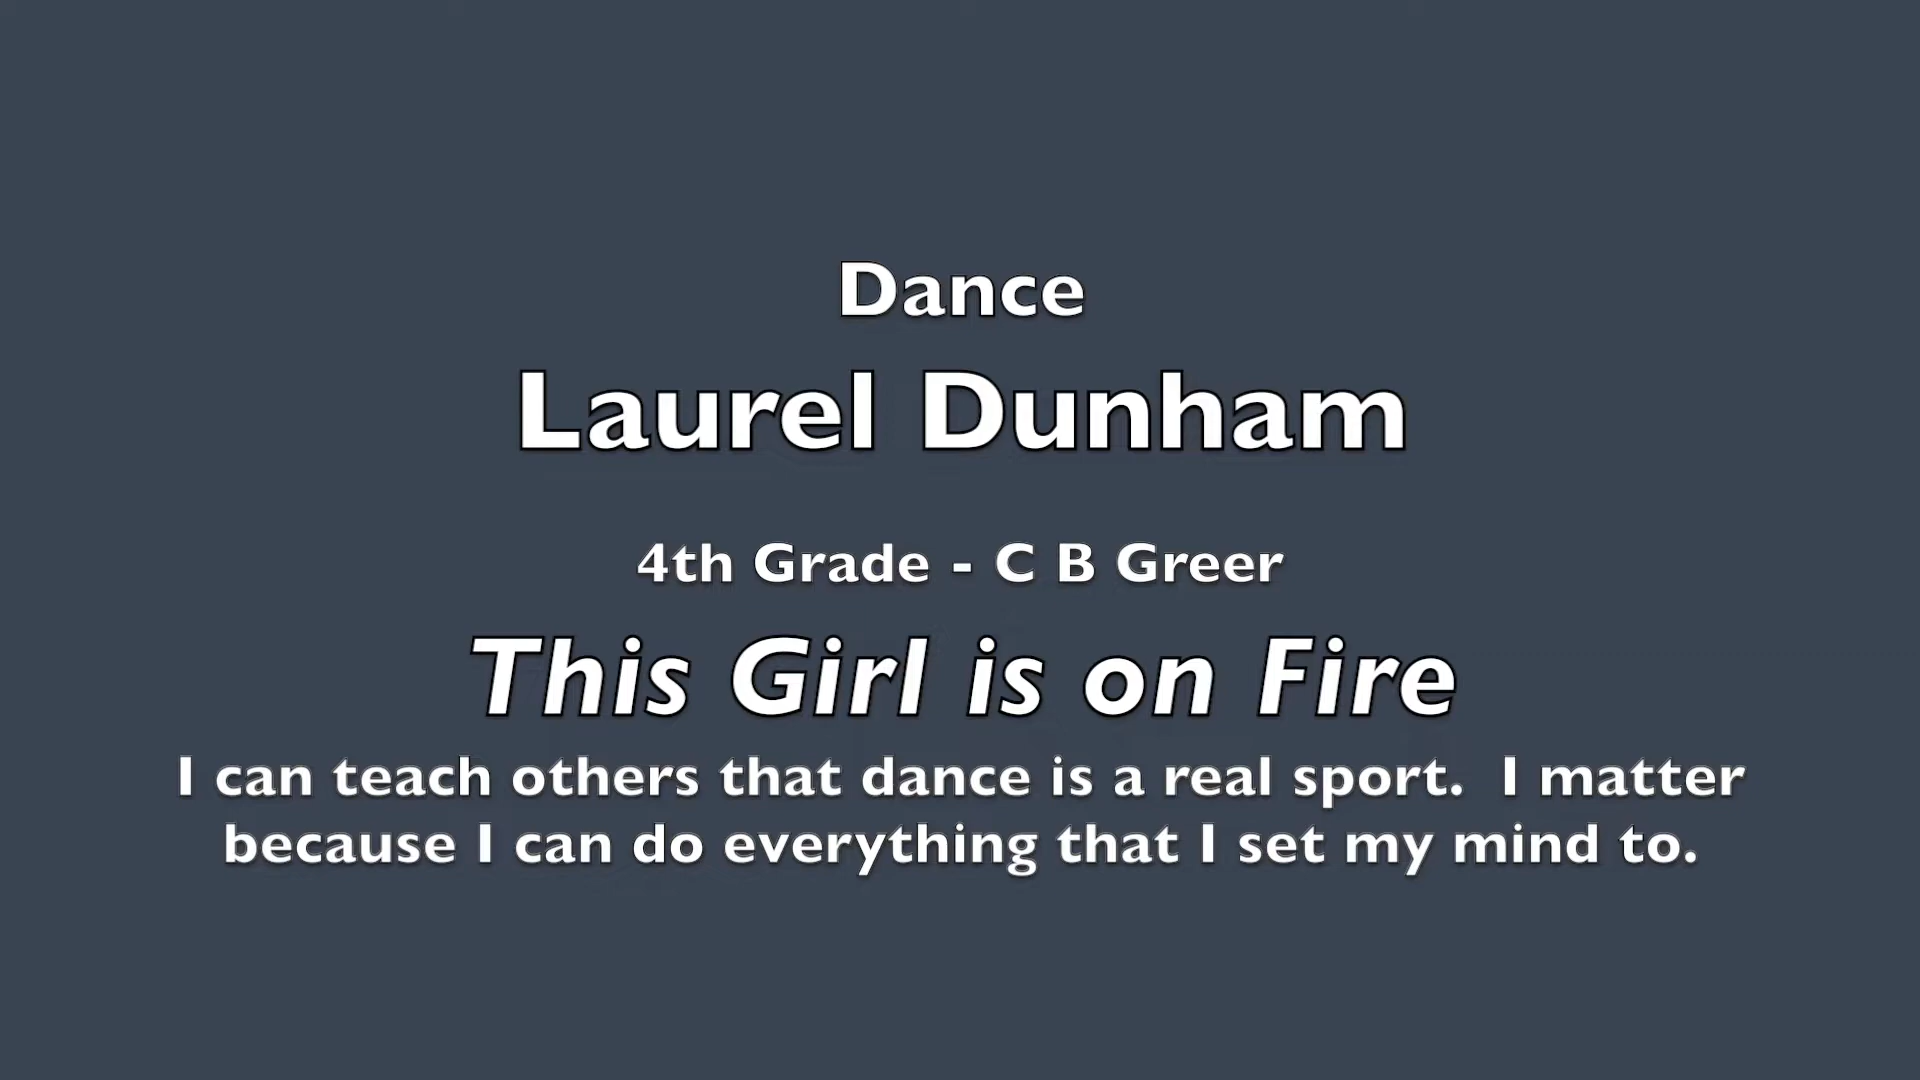 Dance
Laurel Dunham
4th Grade - C B Greer
This Girl is on Fire
I can teach others that dance is a real sport.  I matter
because I can do everything that I set my mind to.